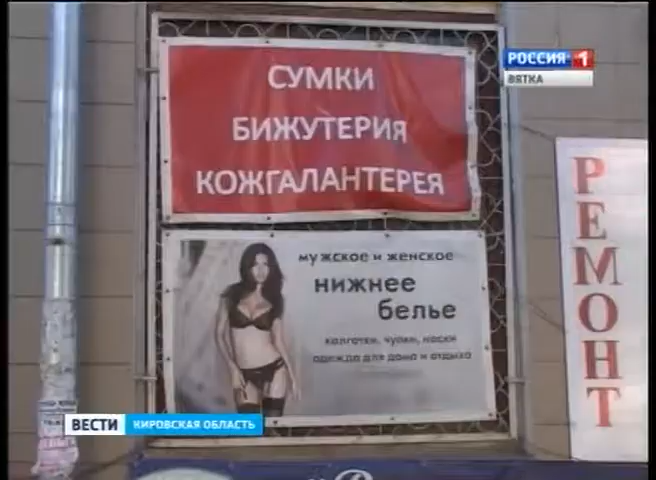 СУМКИ
БИЖУТЕРИЯ
КОЖГАЛАНТЕРЕЯ
РОССИЯ 1
ВЯТКА
мужское и женское
нижнее
белье
колготки, чулки, носки
одежда для дома и отдыха
РЕМОНТ
ВЕСТИ КИРОВСКАЯ ОБЛАСТЬ